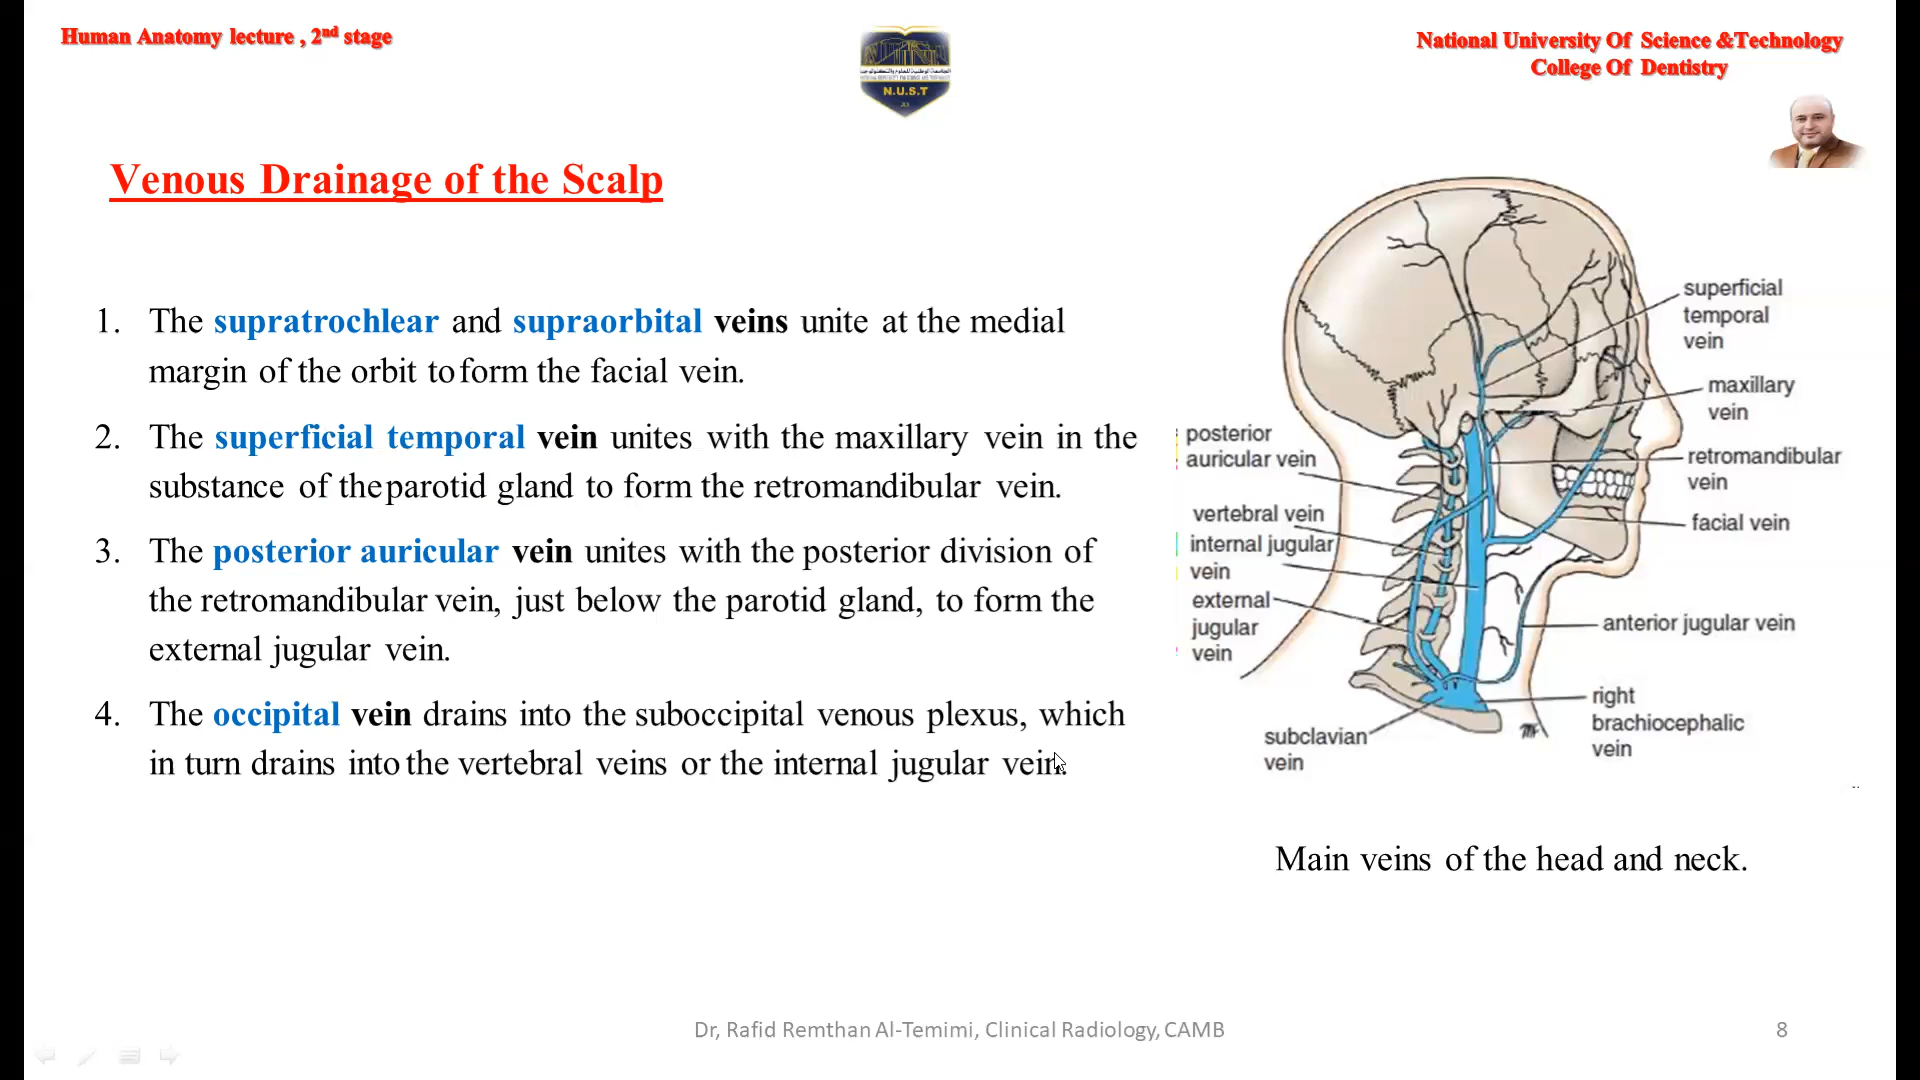 Human Anatomy lecture , 2nd stage
National University Of Science &Technology
College Of Dentistry
N.U.S.T
Venous Drainage of the Scalp
1. The supratrochlear and supraorbital veins unite at the medial
margin of the orbit to form the facial vein.
2. The superficial temporal vein unites with the maxillary vein in the
substance of the parotid gland to form the retromandibular vein.
3. The posterior auricular vein unites with the posterior division of
the retromandibular vein, just below the parotid gland, to form the
external jugular vein.
4. The occipital vein drains into the suboccipital venous plexus, which
in turn drains into the vertebral veins or the internal jugular vein.
superficial
temporal
vein
maxillary
vein
retromandibular
vein
facial vein
anterior jugular vein
right
brachiocephalic
vein
posterior
auricular vein
vertebral vein
internal jugular
vein
external
jugular
vein
subclavian
vein
Main veins of the head and neck.
Dr, Rafid Remthan Al-Temimi, Clinical Radiology, CAMB
8